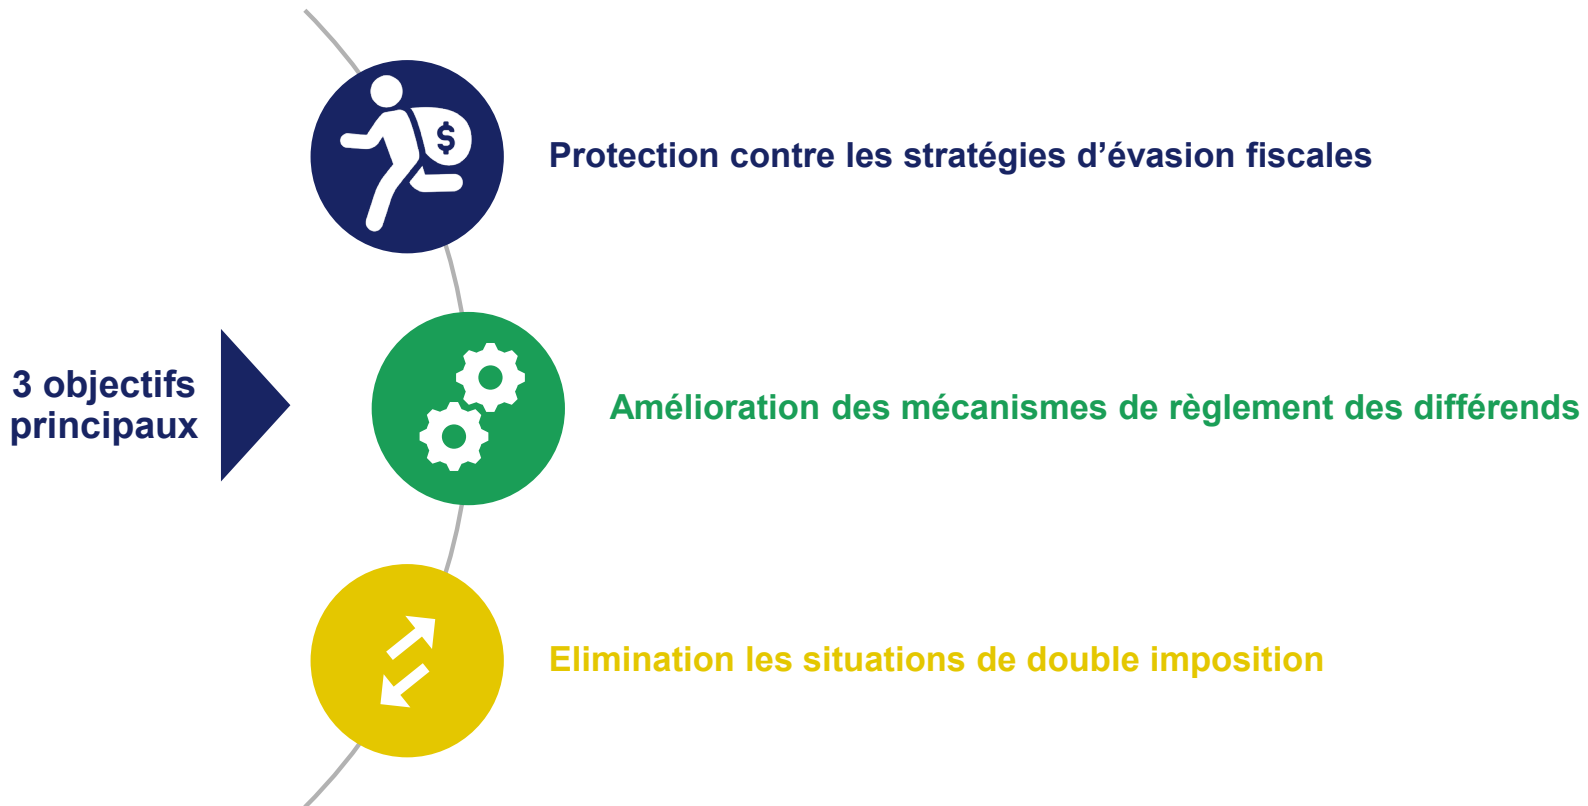 Protection contre les stratégies d’évasion fiscales
$
3 objectifs
principaux
Amélioration des mécanismes de règlement des différends
Elimination les situations de double imposition